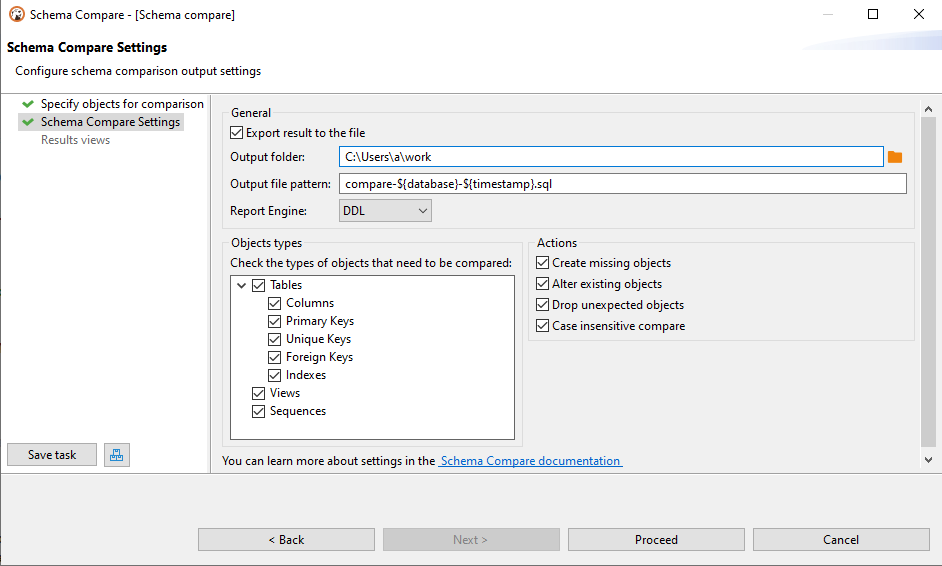 Schema Compare - [Schema compare]
Schema Compare Settings
Configure schema comparison output settings
Specify objects for comparison
Schema Compare Settings
Results views
General
Export result to the file
Output folder: C:\Users\a\work
Output file pattern: compare-${database}-${timestamp}.sql
Report Engine: DDL
Objects types
Check the types of objects that need to be compared:
Tables
Columns
Primary Keys
Unique Keys
Foreign Keys
Indexes
Views
Sequences
Actions
Create missing objects
Alter existing objects
Drop unexpected objects
Case insensitive compare
You can learn more about settings in the Schema Compare documentation
Save task
< Back
Next >
Proceed
Cancel